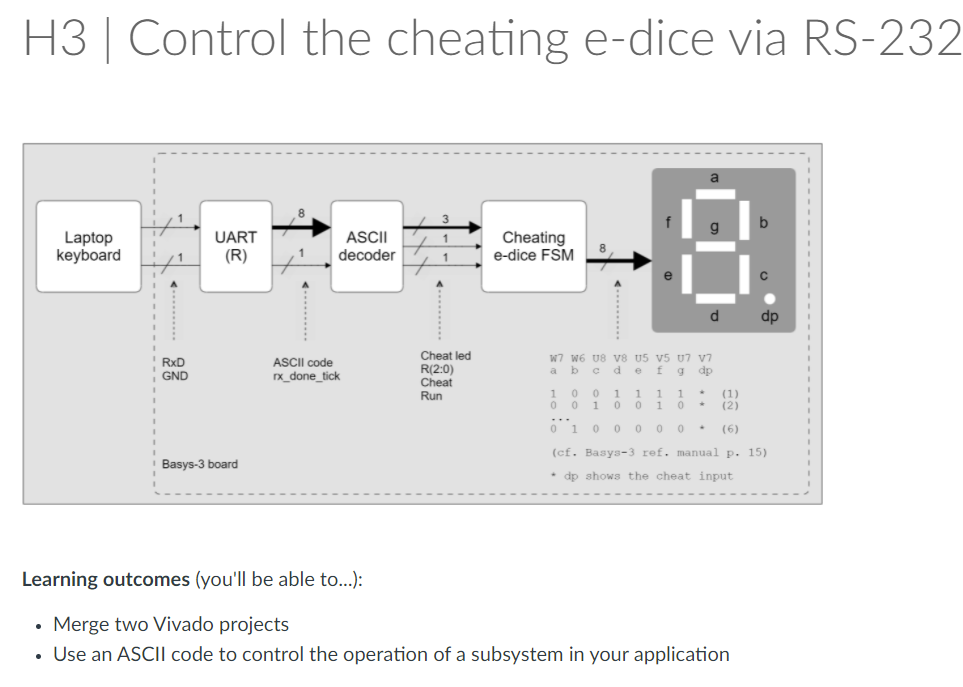 H3 | Control the cheating e-dice via RS-232
Laptop
keyboard
1
1
UART
(R)
8
1
ASCII
decoder
3
1
1
Cheating
e-dice FSM
8
a
f
g
b
e
c
d
dp
RxD
GND
ASCII code
rx_done_tick
Cheat led
R(2:0)
Cheat
Run
W7 W6 U8 V8 U5 V5 U7 V7
a b c d e f g dp
1 0 0 1 1 1 1 * (1)
0 0 1 0 0 1 0 * (2)
...
0 1 0 0 0 0 0 * (6)
(cf. Basys-3 ref. manual p. 15)
* dp shows the cheat input
Basys-3 board
Learning outcomes (you'll be able to...):
• Merge two Vivado projects
• Use an ASCII code to control the operation of a subsystem in your application